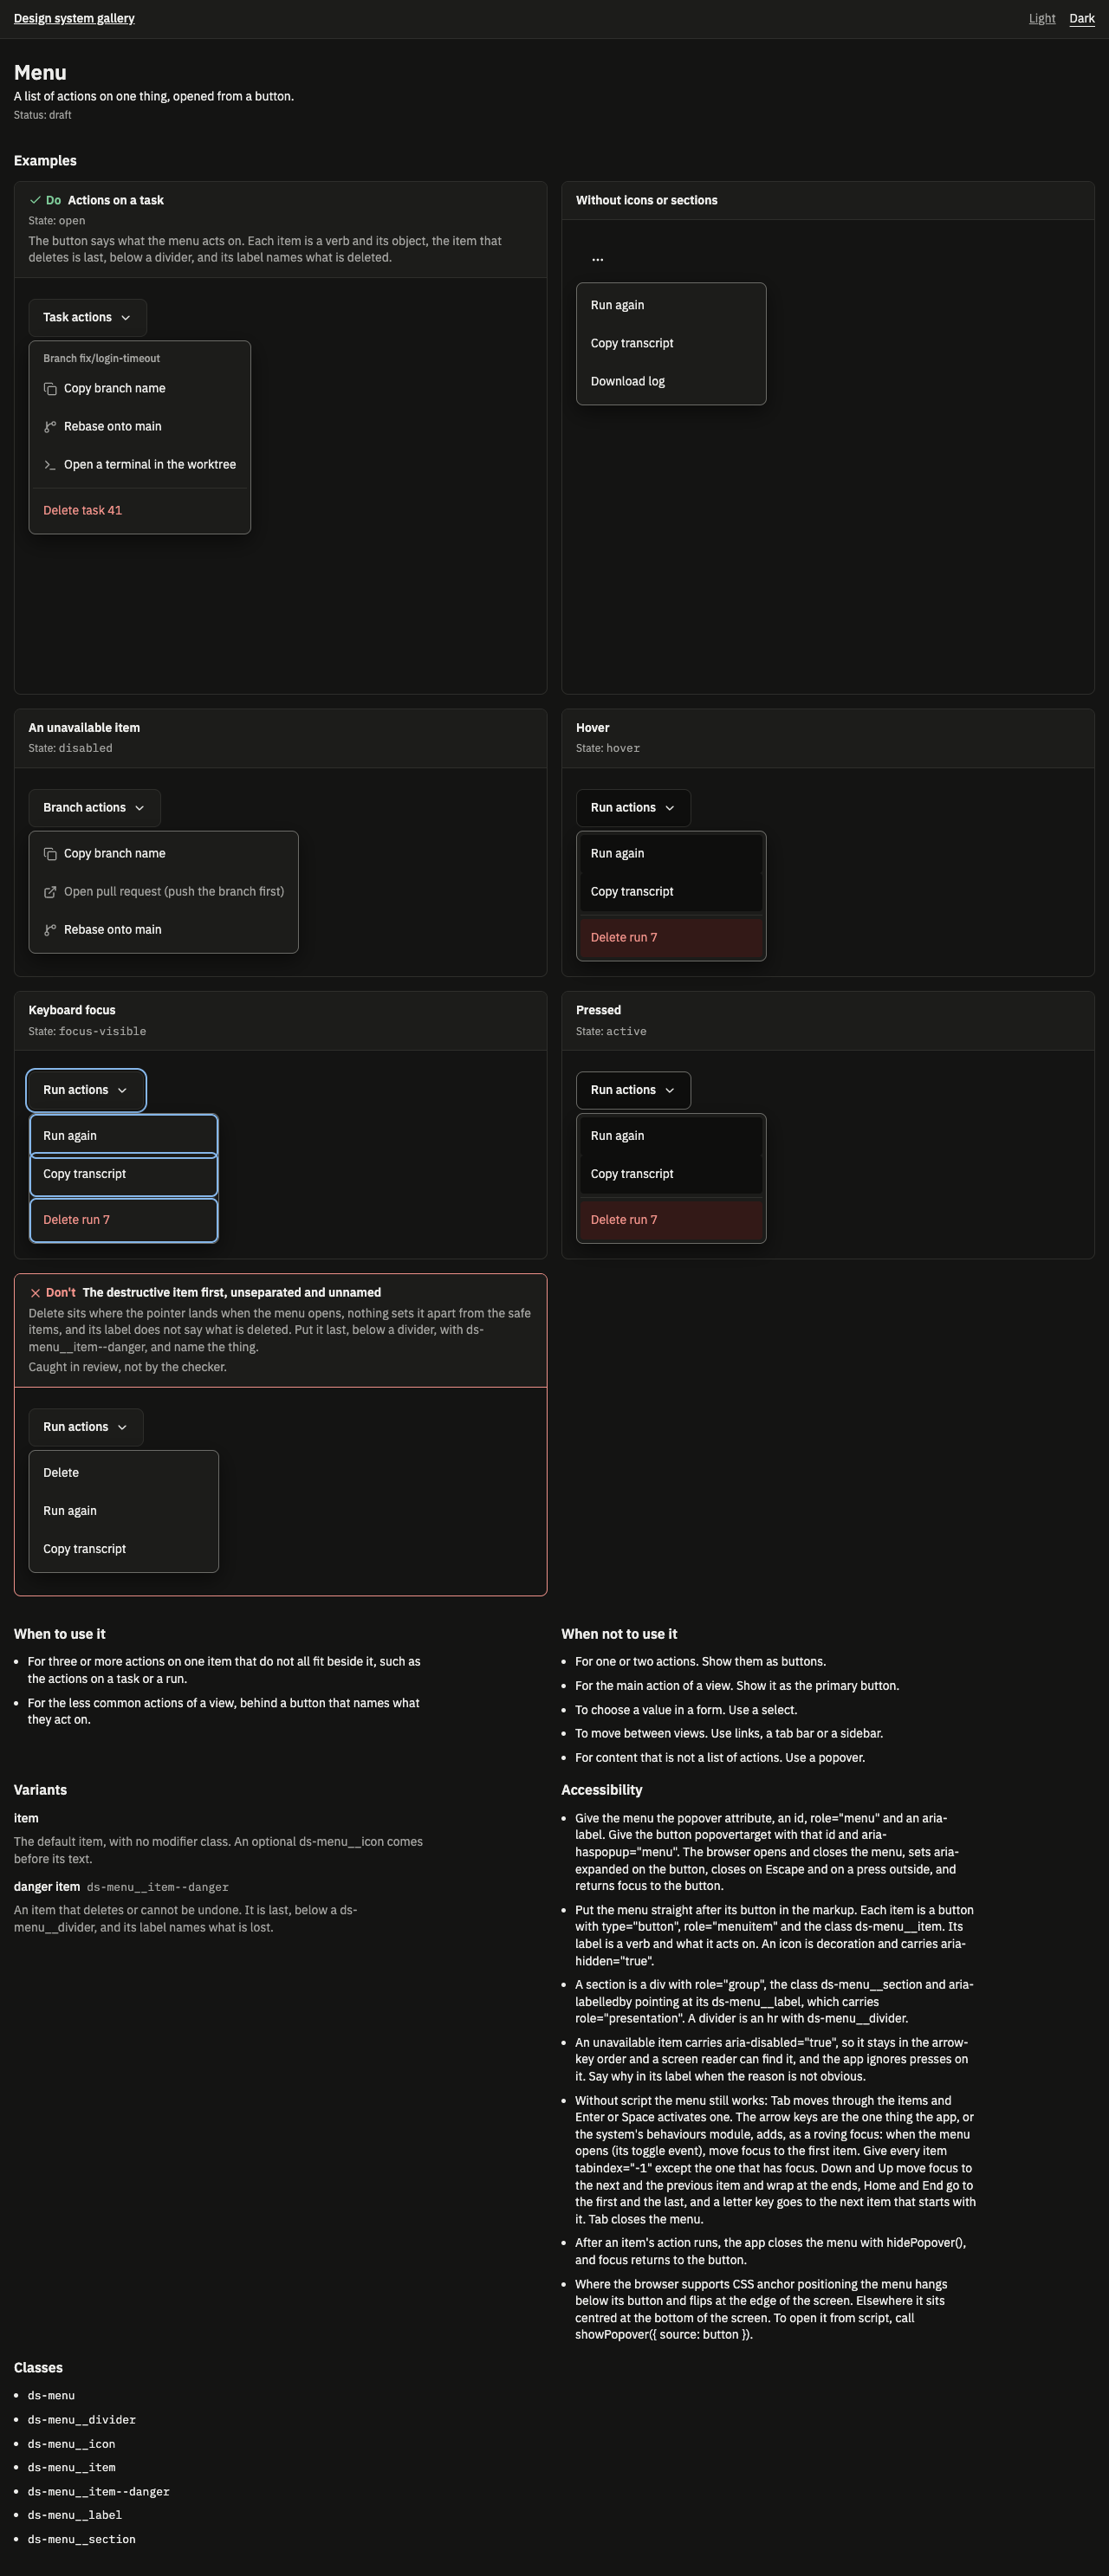 Design system gallery
Light
Dark
Menu
A list of actions on one thing, opened from a button.
Status: draft
Examples
Do Actions on a task
State: open
The button says what the menu acts on. Each item is a verb and its object, the item that
deletes is last, below a divider, and its label names what is deleted.
Task actions
Branch fix/login-timeout
Copy branch name
Rebase onto main
Open a terminal in the worktree
Delete task 41
Without icons or sections
...
Run again
Copy transcript
Download log
An unavailable item
State: disabled
Branch actions
Copy branch name
Open pull request (push the branch first)
Rebase onto main
Hover
State: hover
Run actions
Run again
Copy transcript
Delete run 7
Keyboard focus
State: focus-visible
Run actions
Run again
Copy transcript
Delete run 7
Pressed
State: active
Run actions
Run again
Copy transcript
Delete run 7
Don't The destructive item first, unseparated and unnamed
Delete sits where the pointer lands when the menu opens, nothing sets it apart from the safe
items, and its label does not say what is deleted. Put it last, below a divider, with ds-
menu__item--danger, and name the thing.
Caught in review, not by the checker.
Run actions
Delete
Run again
Copy transcript
When to use it
• For three or more actions on one item that do not all fit beside it, such as
the actions on a task or a run.
• For the less common actions of a view, behind a button that names what
they act on.
When not to use it
• For one or two actions. Show them as buttons.
• For the main action of a view. Show it as the primary button.
• To choose a value in a form. Use a select.
• To move between views. Use links, a tab bar or a sidebar.
• For content that is not a list of actions. Use a popover.
Variants
item
The default item, with no modifier class. An optional ds-menu__icon comes
before its text.
danger item ds-menu__item--danger
An item that deletes or cannot be undone. It is last, below a ds-
menu__divider, and its label names what is lost.
Accessibility
• Give the menu the popover attribute, an id, role="menu" and an aria-
label. Give the button popovertarget with that id and aria-
haspopup="menu". The browser opens and closes the menu, sets aria-
expanded on the button, closes on Escape and on a press outside, and
returns focus to the button.
• Put the menu straight after its button in the markup. Each item is a button
with type="button", role="menuitem" and the class ds-menu__item. Its
label is a verb and what it acts on. An icon is decoration and carries aria-
hidden="true".
• A section is a div with role="group", the class ds-menu__section and aria-
labelledby pointing at its ds-menu__label, which carries
role="presentation". A divider is an hr with ds-menu__divider.
• An unavailable item carries aria-disabled="true", so it stays in the arrow-
key order and a screen reader can find it, and the app ignores presses on
it. Say why in its label when the reason is not obvious.
• Without script the menu still works: Tab moves through the items and
Enter or Space activates one. The arrow keys are the one thing the app, or
the system's behaviours module, adds, as a roving focus: when the menu
opens (its toggle event), move focus to the first item. Give every item
tabindex="-1" except the one that has focus. Down and Up move focus to
the next and the previous item and wrap at the ends, Home and End go to
the first and the last, and a letter key goes to the next item that starts with
it. Tab closes the menu.
• After an item's action runs, the app closes the menu with hidePopover(),
and focus returns to the button.
• Where the browser supports CSS anchor positioning the menu hangs
below its button and flips at the edge of the screen. Elsewhere it sits
centred at the bottom of the screen. To open it from script, call
showPopover({ source: button }).
Classes
• ds-menu
• ds-menu__divider
• ds-menu__icon
• ds-menu__item
• ds-menu__item--danger
• ds-menu__label
• ds-menu__section